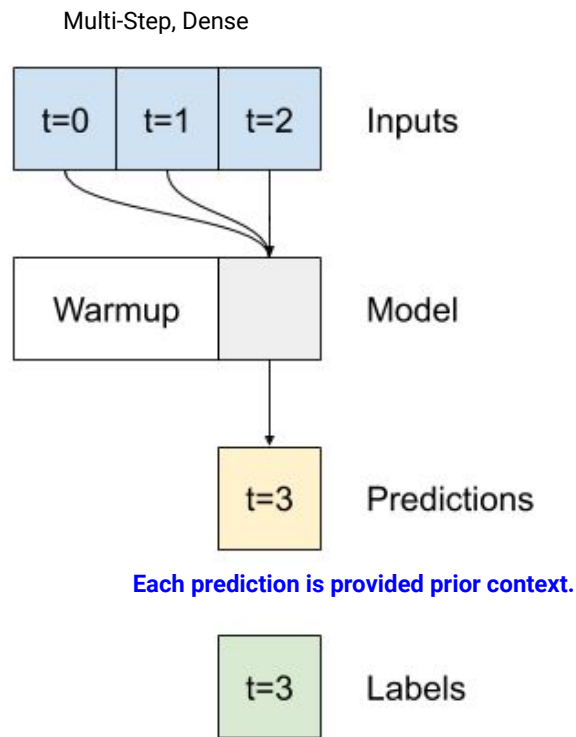 Multi-Step, Dense
t=0 t=1 t=2 Inputs
Warmup Model
t=3 Predictions
Each prediction is provided prior context.
t=3 Labels